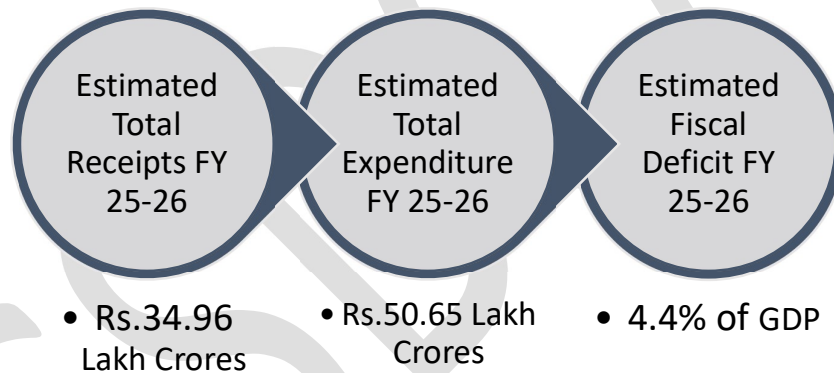 Estimated
Total
Receipts FY
25-26
• Rs.34.96
Lakh Crores
Estimated
Total
Expenditure
FY 25-26
• Rs.50.65 Lakh
Crores
Estimated
Fiscal
Deficit FY
25-26
• 4.4% of GDP